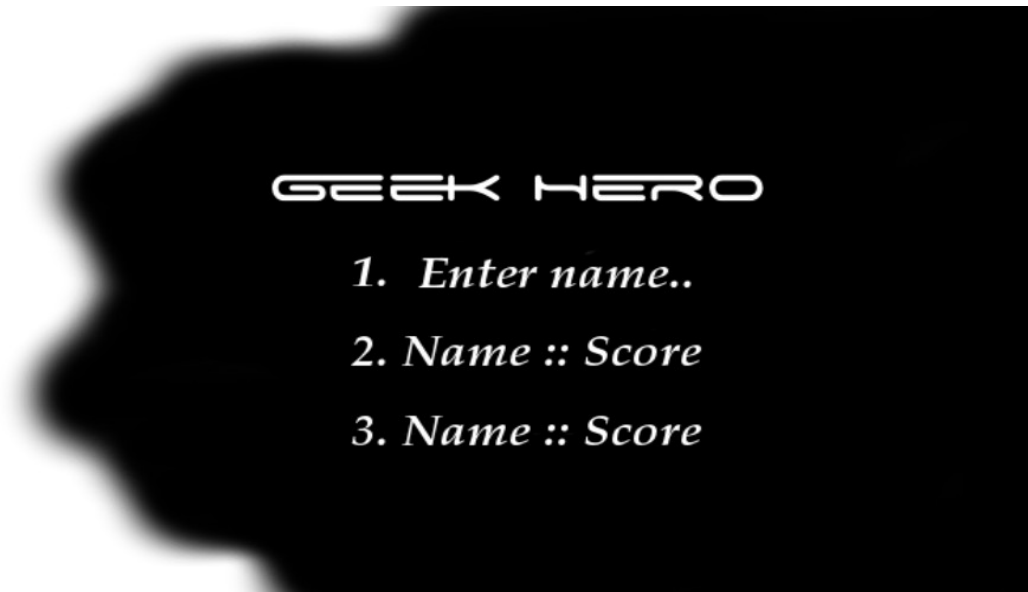 GEEK HERO
1. Enter name..
2. Name :: Score
3. Name :: Score